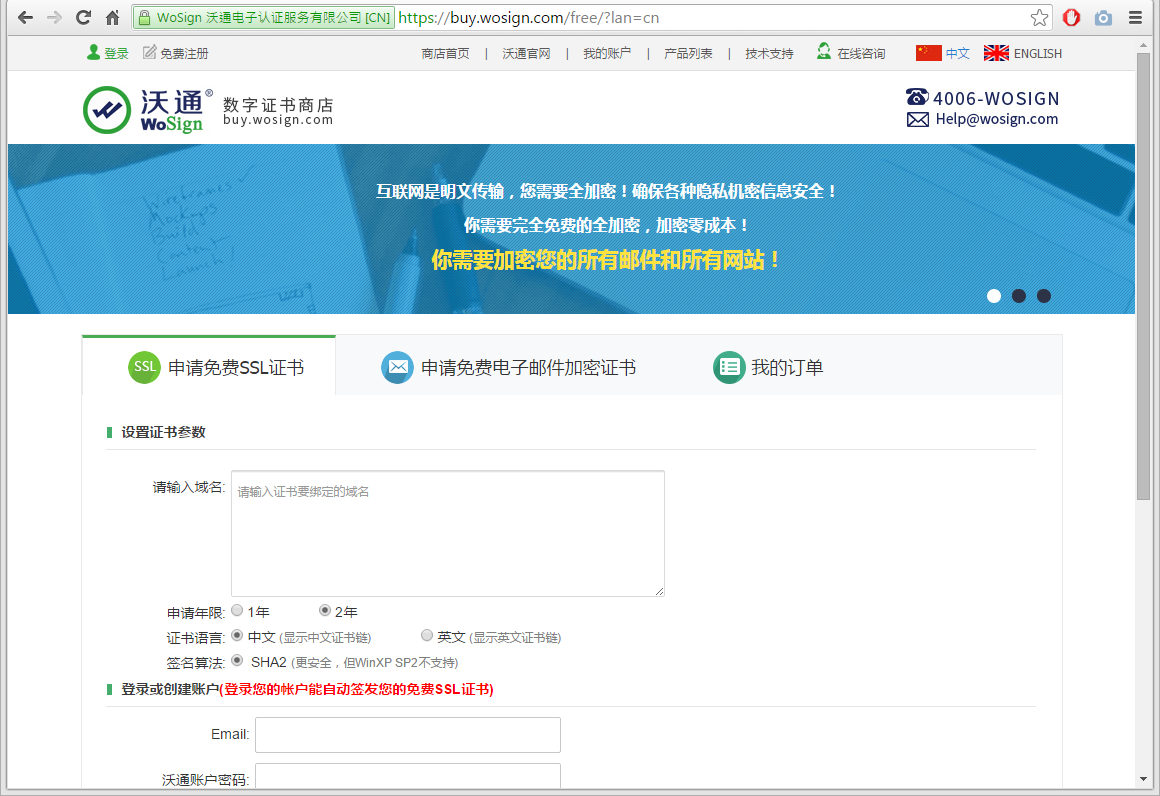 WoSign 沃通电子认证服务有限公司 [CN] https://buy.wosign.com/free/?lan=cn
登录 免费注册 商店首页 | 沃通官网 | 我的账户 | 产品列表 | 技术支持 在线咨询 中文 ENGLISH
沃通® 数字证书商店 4006-WOSIGN
WoSign buy.wosign.com Help@wosign.com
Wireframes
Mockups
Build
Content
Launch!
互联网是明文传输，您需要全加密！确保各种隐私机密信息安全！
你需要完全免费的全加密，加密零成本！
你需要加密您的所有邮件和所有网站！
SSL 申请免费SSL证书 申请免费电子邮件加密证书 我的订单
设置证书参数
请输入域名: 请输入证书要绑定的域名
申请年限: 1年 2年
证书语言: 中文 (显示中文证书链) 英文 (显示英文证书链)
签名算法: SHA2 (更安全，但WinXP SP2不支持)
登录或创建账户(登录您的帐户能自动签发您的免费SSL证书)
Email:
沃通账户密码: